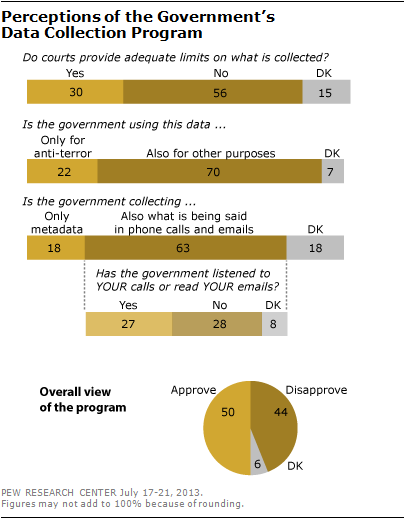 Perceptions of the Government's
Data Collection Program
Do courts provide adequate limits on what is collected?
Yes No DK
30 56 15
Is the government using this data ...
Only for
anti-terror Also for other purposes DK
22 70 7
Is the government collecting ...
Only Also what is being said
metadata in phone calls and emails DK
18 63 18
Has the government listened to
YOUR calls or read YOUR emails?
Yes No DK
27 28 8
Overall view
of the program
Approve Disapprove
50 44
6
DK
PEW RESEARCH CENTER July 17-21, 2013.
Figures may not add to 100% because of rounding.